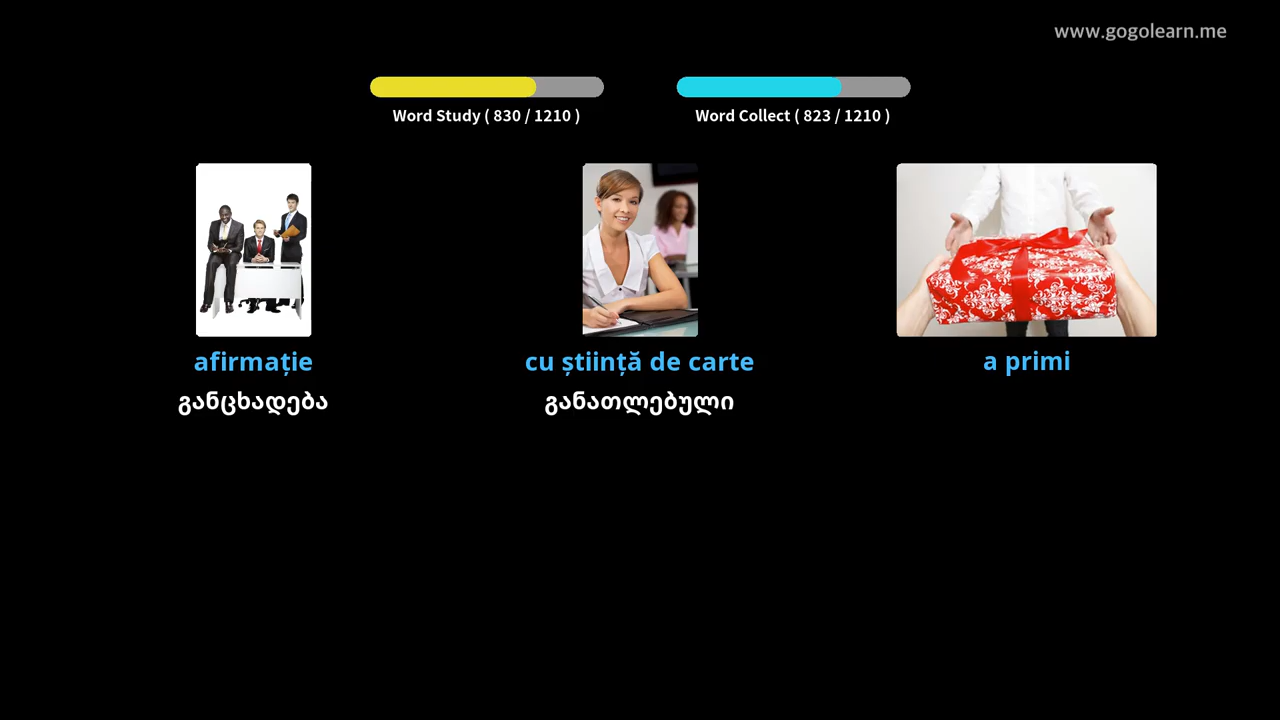 www.gogolearn.me
Word Study ( 830 / 1210 )
Word Collect ( 823 / 1210 )
afirmație
cu știință de carte
a primi
განცხადება
განათლებული